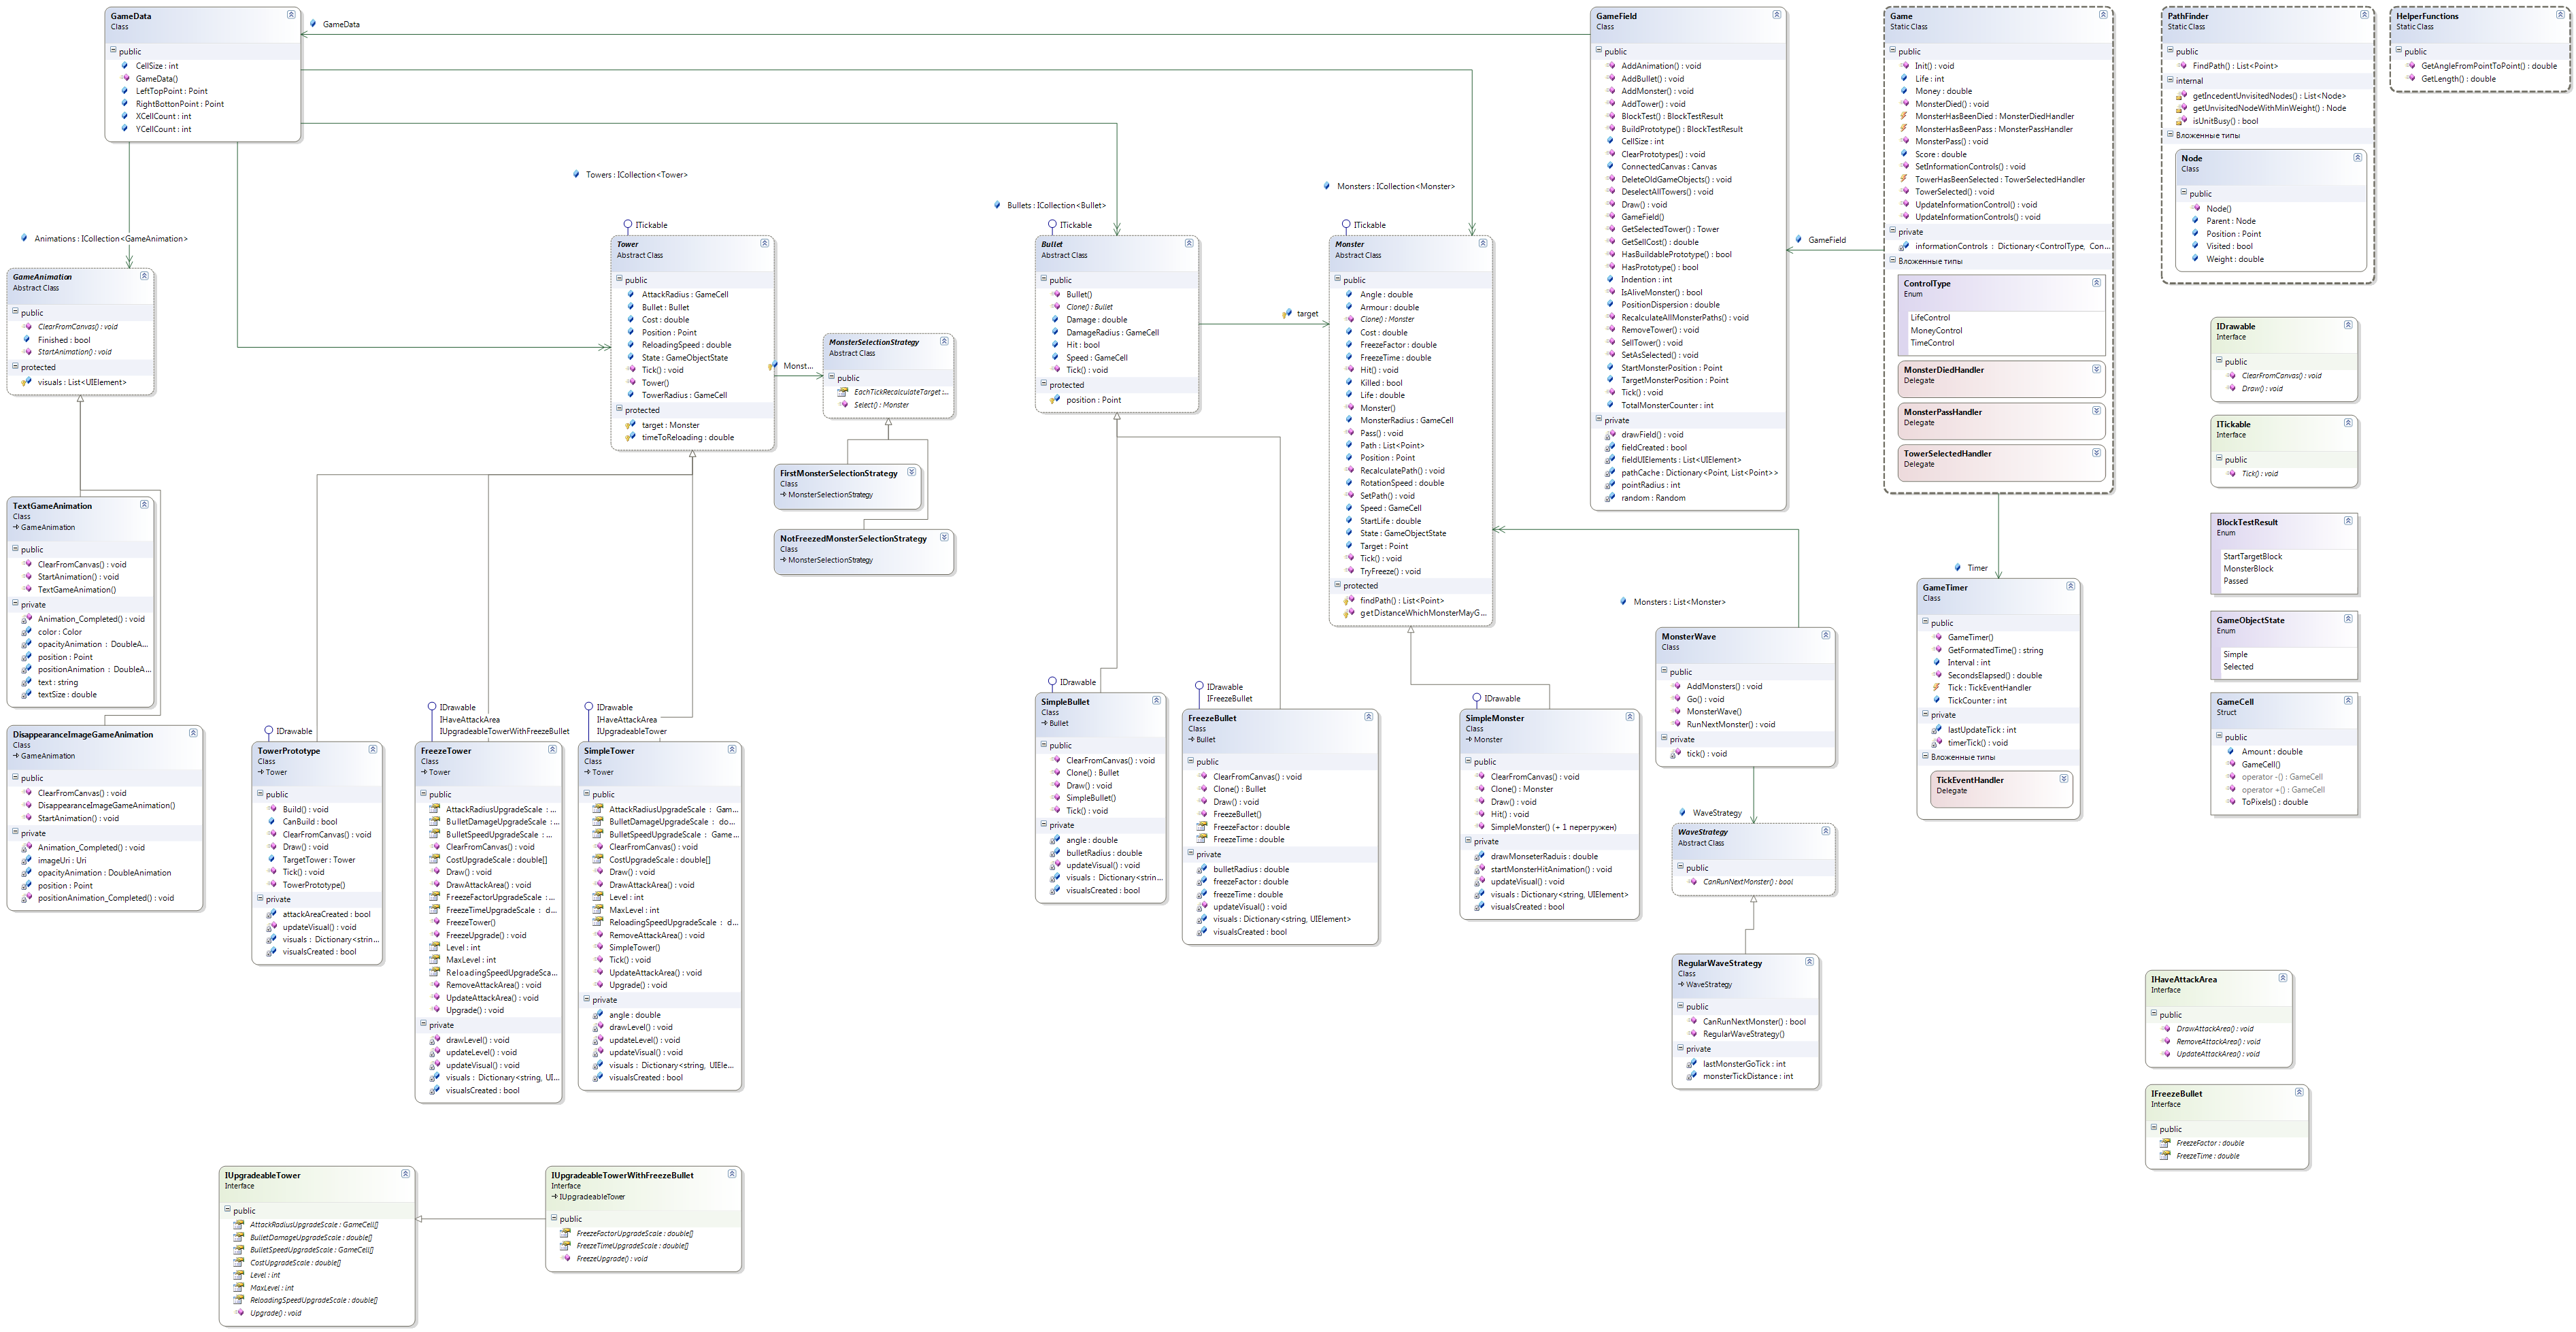 GameData
Class
public
CellSize : int
GameData()
LeftTopPoint : Point
RightBottonPoint : Point
XCellCount : int
YCellCount : int
GameData
Animations : ICollection<GameAnimation>
Towers : ICollection<Tower>
Bullets : ICollection<Bullet>
Monsters : ICollection<Monster>
GameAnimation
Abstract Class
public
ClearFromCanvas() : void
Finished : bool
StartAnimation() : void
protected
visuals : List<UIElement>
TextGameAnimation
Class
GameAnimation
public
ClearFromCanvas() : void
StartAnimation() : void
TextGameAnimation()
private
Animation_Completed() : void
color : Color
opacityAnimation : DoubleA...
position : Point
positionAnimation : DoubleA...
text : string
textSize : double
DisappearanceImageGameAnimation
Class
GameAnimation
public
ClearFromCanvas() : void
DisappearanceImageGameAnimation()
StartAnimation() : void
private
Animation_Completed() : void
imageUri : Uri
opacityAnimation : DoubleAnimation
position : Point
positionAnimation_Completed() : void
ITickable
Tower
Abstract Class
public
AttackRadius : GameCell
Bullet : Bullet
Cost : double
Position : Point
ReloadingSpeed : double
State : GameObjectState
Tick() : void
Tower()
TowerRadius : GameCell
protected
target : Monster
timeToReloading : double
Monst...
MonsterSelectionStrategy
Abstract Class
public
EachTickRecalculateTarget :...
Select() : Monster
FirstMonsterSelectionStrategy
Class
MonsterSelectionStrategy
NotFreezedMonsterSelectionStrategy
Class
MonsterSelectionStrategy
IDrawable
TowerPrototype
Class
Tower
public
Build() : void
CanBuild : bool
ClearFromCanvas() : void
Draw() : void
TargetTower : Tower
Tick() : void
TowerPrototype()
private
attackAreaCreated : bool
updateVisual() : void
visuals : Dictionary<strin...
visualsCreated : bool
IDrawable
IHaveAttackArea
IUpgradeableTowerWithFreezeBullet
FreezeTower
Class
Tower
public
AttackRadiusUpgradeScale : ...
BulletDamageUpgradeScale : ...
BulletSpeedUpgradeScale : ...
ClearFromCanvas() : void
CostUpgradeScale : double[]
Draw() : void
DrawAttackArea() : void
FreezeFactorUpgradeScale : ...
FreezeTimeUpgradeScale : d...
FreezeTower()
FreezeUpgrade() : void
Level : int
MaxLevel : int
ReloadingSpeedUpgradeSca...
RemoveAttackArea() : void
UpdateAttackArea() : void
Upgrade() : void
private
drawLevel() : void
updateLevel() : void
updateVisual() : void
visuals : Dictionary<string, UI...
visualsCreated : bool
IDrawable
IHaveAttackArea
IUpgradeableTower
SimpleTower
Class
Tower
public
AttackRadiusUpgradeScale : Gam...
BulletDamageUpgradeScale : do...
BulletSpeedUpgradeScale : Game...
ClearFromCanvas() : void
CostUpgradeScale : double[]
Draw() : void
DrawAttackArea() : void
Level : int
MaxLevel : int
ReloadingSpeedUpgradeScale : d...
RemoveAttackArea() : void
SimpleTower()
Tick() : void
UpdateAttackArea() : void
Upgrade() : void
private
angle : double
drawLevel() : void
updateLevel() : void
updateVisual() : void
visuals : Dictionary<string, UIEle...
visualsCreated : bool
IUpgradeableTower
Interface
public
AttackRadiusUpgradeScale : GameCell[]
BulletDamageUpgradeScale : double[]
BulletSpeedUpgradeScale : GameCell[]
CostUpgradeScale : double[]
Level : int
MaxLevel : int
ReloadingSpeedUpgradeScale : double[]
Upgrade() : void
IUpgradeableTowerWithFreezeBullet
Interface
IUpgradeableTower
public
FreezeFactorUpgradeScale : double[]
FreezeTimeUpgradeScale : double[]
FreezeUpgrade() : void
ITickable
Bullet
Abstract Class
public
Bullet()
Clone() : Bullet
Damage : double
DamageRadius : GameCell
Hit : bool
Speed : GameCell
Tick() : void
protected
position : Point
target
IDrawable
SimpleBullet
Class
Bullet
public
ClearFromCanvas() : void
Clone() : Bullet
Draw() : void
SimpleBullet()
Tick() : void
private
angle : double
bulletRadius : double
updateVisual() : void
visuals : Dictionary<strin...
visualsCreated : bool
IDrawable
IFreezeBullet
FreezeBullet
Class
Bullet
public
ClearFromCanvas() : void
Clone() : Bullet
Draw() : void
FreezeBullet()
FreezeFactor : double
FreezeTime : double
private
bulletRadius : double
freezeFactor : double
freezeTime : double
updateVisual() : void
visuals : Dictionary<string, UIElement>
visualsCreated : bool
ITickable
Monster
Abstract Class
public
Angle : double
Armour : double
Clone() : Monster
Cost : double
FreezeFactor : double
FreezeTime : double
Hit() : void
Killed : bool
Life : double
Monster()
MonsterRadius : GameCell
Pass() : void
Path : List<Point>
Position : Point
RecalculatePath() : void
RotationSpeed : double
SetPath() : void
Speed : GameCell
StartLife : double
State : GameObjectState
Target : Point
Tick() : void
TryFreeze() : void
protected
findPath() : List<Point>
getDistanceWhichMonsterMayG...
IDrawable
SimpleMonster
Class
Monster
public
ClearFromCanvas() : void
Clone() : Monster
Draw() : void
Hit() : void
SimpleMonster() (+ 1 перегружен)
private
drawMonseterRaduis : double
startMonsterHitAnimation() : void
updateVisual() : void
visuals : Dictionary<string, UIElement>
visualsCreated : bool
Monsters : List<Monster>
MonsterWave
Class
public
AddMonsters() : void
Go() : void
MonsterWave()
RunNextMonster() : void
private
tick() : void
WaveStrategy
WaveStrategy
Abstract Class
public
CanRunNextMonster() : bool
RegularWaveStrategy
Class
WaveStrategy
public
CanRunNextMonster() : bool
RegularWaveStrategy()
private
lastMonsterGoTick : int
monsterTickDistance : int
GameField
Class
public
AddAnimation() : void
AddBullet() : void
AddMonster() : void
AddTower() : void
BlockTest() : BlockTestResult
BuildPrototype() : BlockTestResult
CellSize : int
ClearPrototypes() : void
ConnectedCanvas : Canvas
DeleteOldGameObjects() : void
DeselectAllTowers() : void
Draw() : void
GameField()
GetSelectedTower() : Tower
GetSellCost() : double
HasBuildablePrototype() : bool
HasPrototype() : bool
Indention : int
IsAliveMonster() : bool
PositionDispersion : double
RecalculateAllMonsterPaths() : void
RemoveTower() : void
SellTower() : void
SetAsSelected() : void
StartMonsterPosition : Point
TargetMonsterPosition : Point
Tick() : void
TotalMonsterCounter : int
private
drawField() : void
fieldCreated : bool
fieldUIElements : List<UIElement>
pathCache : Dictionary<Point, List<Point>>
pointRadius : int
random : Random
GameField
Game
Static Class
public
Init() : void
Life : int
Money : double
MonsterDied() : void
MonsterHasBeenDied : MonsterDiedHandler
MonsterHasBeenPass : MonsterPassHandler
MonsterPass() : void
Score : double
SetInformationControls() : void
TowerHasBeenSelected : TowerSelectedHandler
TowerSelected() : void
UpdateInformationControl() : void
UpdateInformationControls() : void
private
informationControls : Dictionary<ControlType, Con...
Вложенные типы
ControlType
Enum
LifeControl
MoneyControl
TimeControl
MonsterDiedHandler
Delegate
MonsterPassHandler
Delegate
TowerSelectedHandler
Delegate
Timer
GameTimer
Class
public
GameTimer()
GetFormatedTime() : string
Interval : int
SecondsElapsed() : double
Tick : TickEventHandler
TickCounter : int
private
lastUpdateTick : int
timerTick() : void
Вложенные типы
TickEventHandler
Delegate
PathFinder
Static Class
public
FindPath() : List<Point>
internal
getIncedentUnvisitedNodes() : List<Node>
getUnvisitedNodeWithMinWeight() : Node
isUnitBusy() : bool
Вложенные типы
Node
Class
public
Node()
Parent : Node
Position : Point
Visited : bool
Weight : double
HelperFunctions
Static Class
public
GetAngleFromPointToPoint() : double
GetLength() : double
IDrawable
Interface
public
ClearFromCanvas() : void
Draw() : void
ITickable
Interface
public
Tick() : void
BlockTestResult
Enum
StartTargetBlock
MonsterBlock
Passed
GameObjectState
Enum
Simple
Selected
GameCell
Struct
public
Amount : double
GameCell()
operator -() : GameCell
operator +() : GameCell
ToPixels() : double
IHaveAttackArea
Interface
public
DrawAttackArea() : void
RemoveAttackArea() : void
UpdateAttackArea() : void
IFreezeBullet
Interface
public
FreezeFactor : double
FreezeTime : double